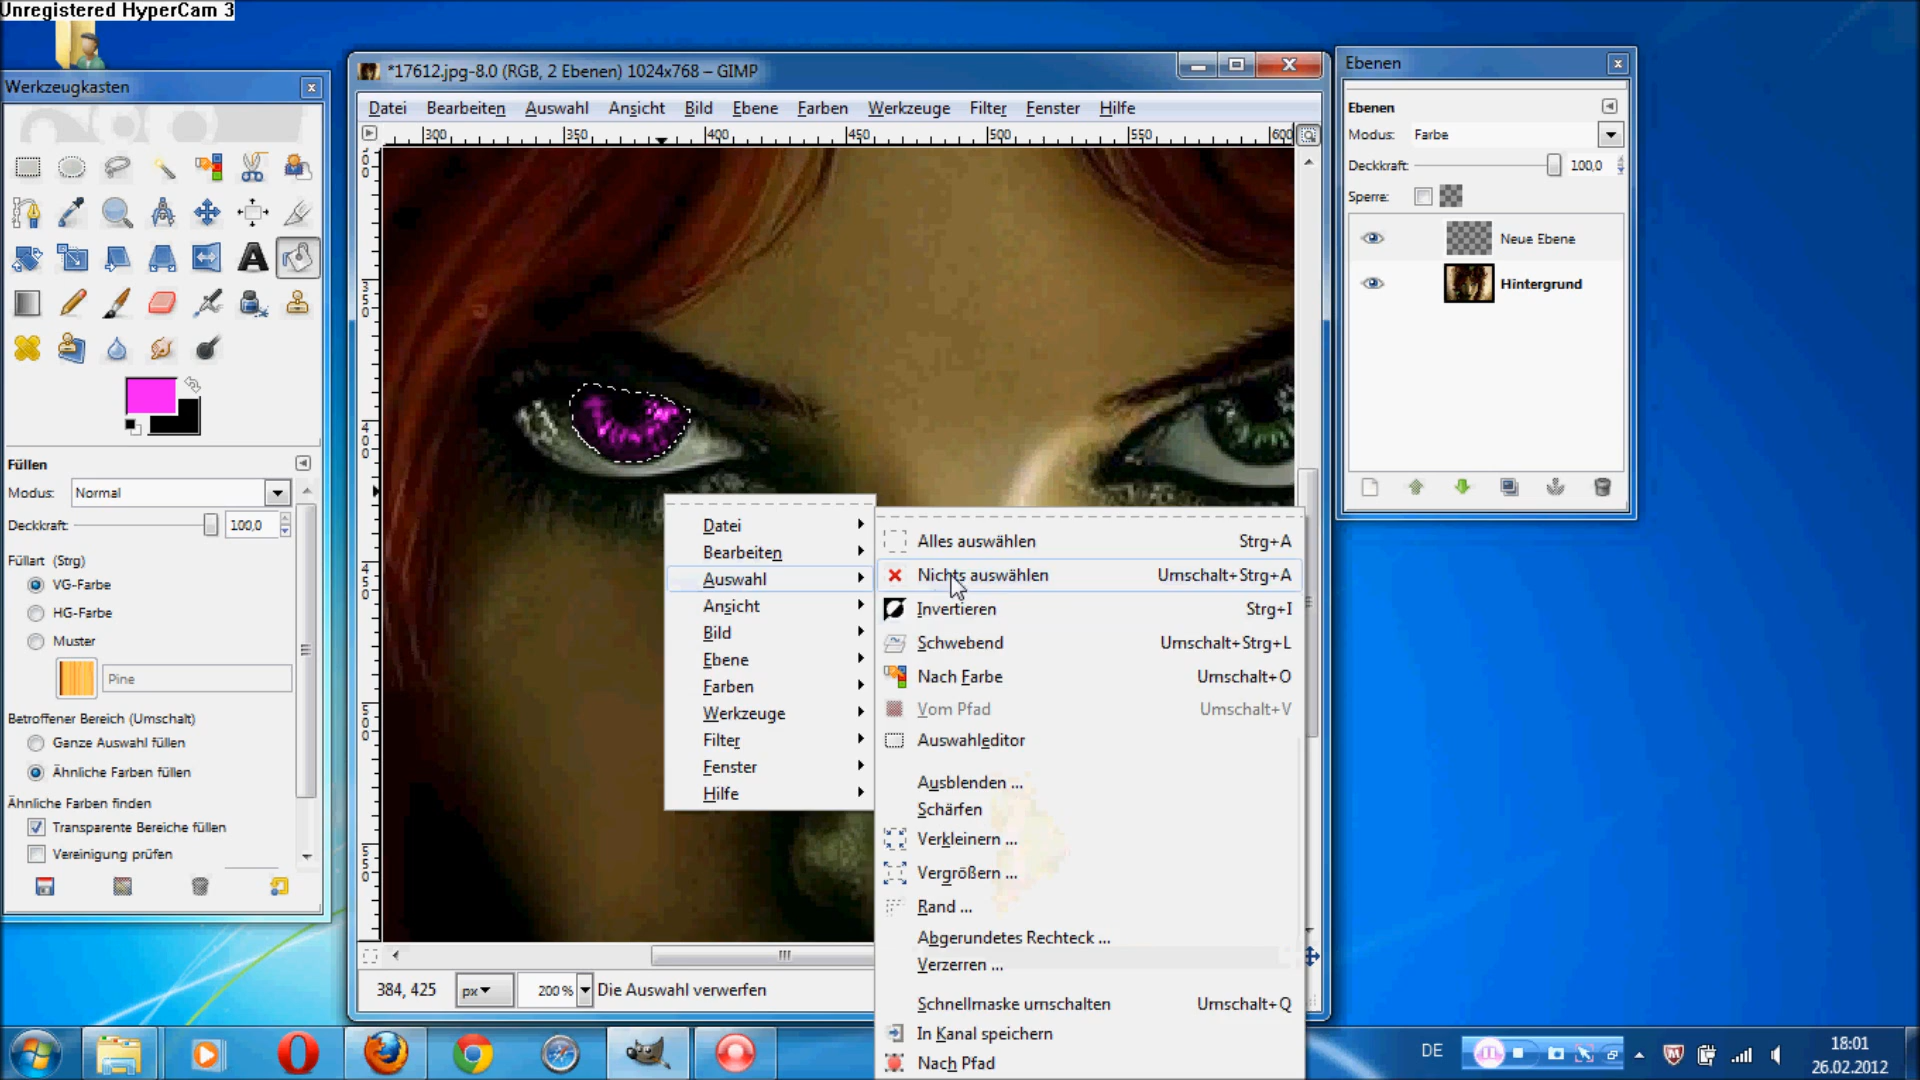 Unregistered HyperCam 3
Werkzeugkasten
*17612.jpg-8.0 (RGB, 2 Ebenen) 1024x768 – GIMP
Datei Bearbeiten Auswahl Ansicht Bild Ebene Farben Werkzeuge Filter Fenster Hilfe
300 350 400 450 500 550 600
350
400
450
500
550
Füllen
Modus: Normal
Deckkraft: 100,0
Füllart (Strg)
VG-Farbe
HG-Farbe
Muster
Pine
Betroffener Bereich (Umschalt)
Ganze Auswahl füllen
Ähnliche Farben füllen
Ähnliche Farben finden
Transparente Bereiche füllen
Vereinigung prüfen
Datei
Bearbeiten
Auswahl
Ansicht
Bild
Ebene
Farben
Werkzeuge
Filter
Fenster
Hilfe
Alles auswählen Strg+A
Nichts auswählen Umschalt+Strg+A
Invertieren Strg+I
Schwebend Umschalt+Strg+L
Nach Farbe Umschalt+O
Vom Pfad Umschalt+V
Auswahleditor
Ausblenden ...
Schärfen
Verkleinern ...
Vergrößern ...
Rand ...
Abgerundetes Rechteck ...
Verzerren ...
Schnellmaske umschalten Umschalt+Q
In Kanal speichern
Nach Pfad
384, 425 px 200 % Die Auswahl verwerfen
Ebenen
Ebenen
Modus: Farbe
Deckkraft: 100,0
Sperre:
Neue Ebene
Hintergrund
DE
18:01
26.02.2012